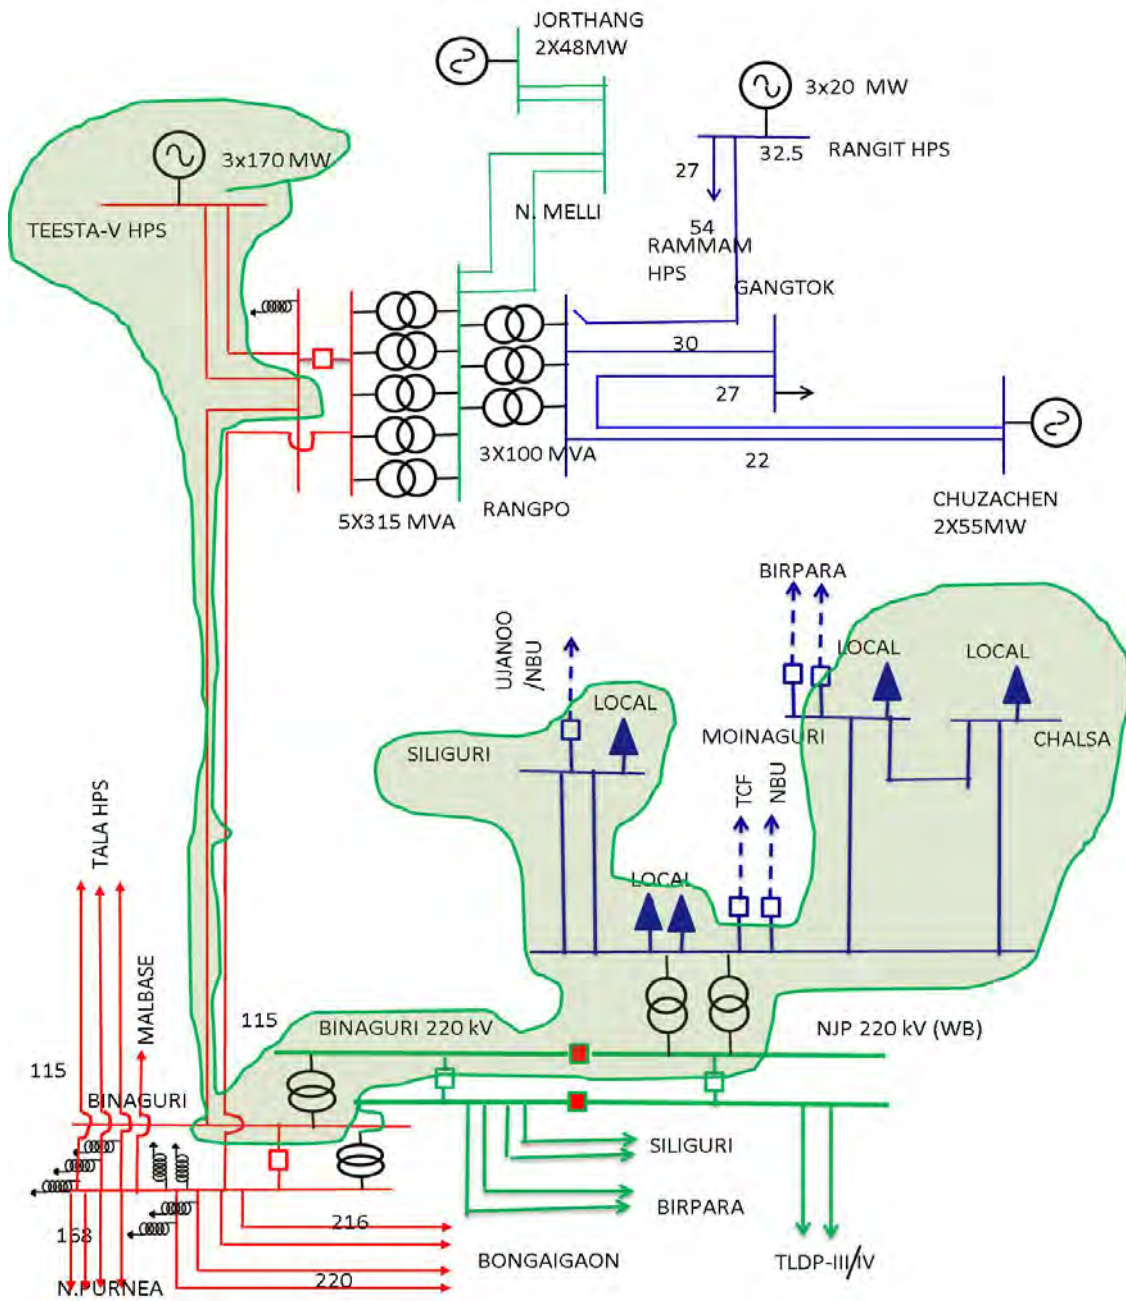 JORTHANG
2X48MW
3x20 MW
3x170 MW
32.5
RANGIT HPS
27
TEESTA-V HPS
N. MELLI
54
RAMMAM
HPS
GANGTOK
30
27
3X100 MVA
22
5X315 MVA
RANGPO
CHUZACHEN
2X55MW
BIRPARA
UJANOO
/NBU
LOCAL
LOCAL
LOCAL
SILIGURI
MOINAGURI
CHALSA
TCF
NBU
TALA HPS
LOCAL
MALBASE
115
BINAGURI 220 kV
NJP 220 kV (WB)
115
BINAGURI
SILIGURI
BIRPARA
168
216
BONGAIGAON
TLDP-III/IV
220
N.PURNEA